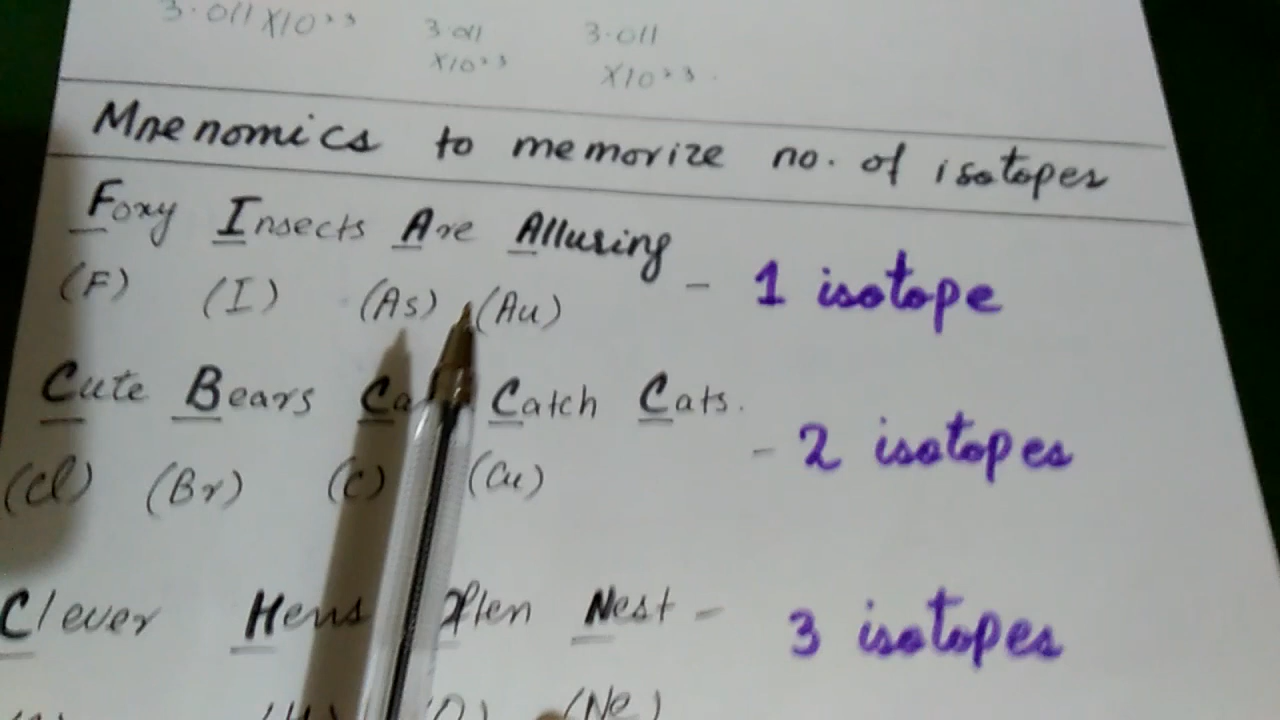 3.011 X10²³ 3.011 X10²³ 3.011 X10²³.
Mnenomics to memorize no. of isotopes
Foxy Insects Are Alluring - 1 isotope
(F) (I) (As) (Au)
Cute Bears Catch Cats. - 2 isotopes
(Cl) (Br) (C) (Cu)
Clever Hens Often Nest - 3 isotopes
(Ne)